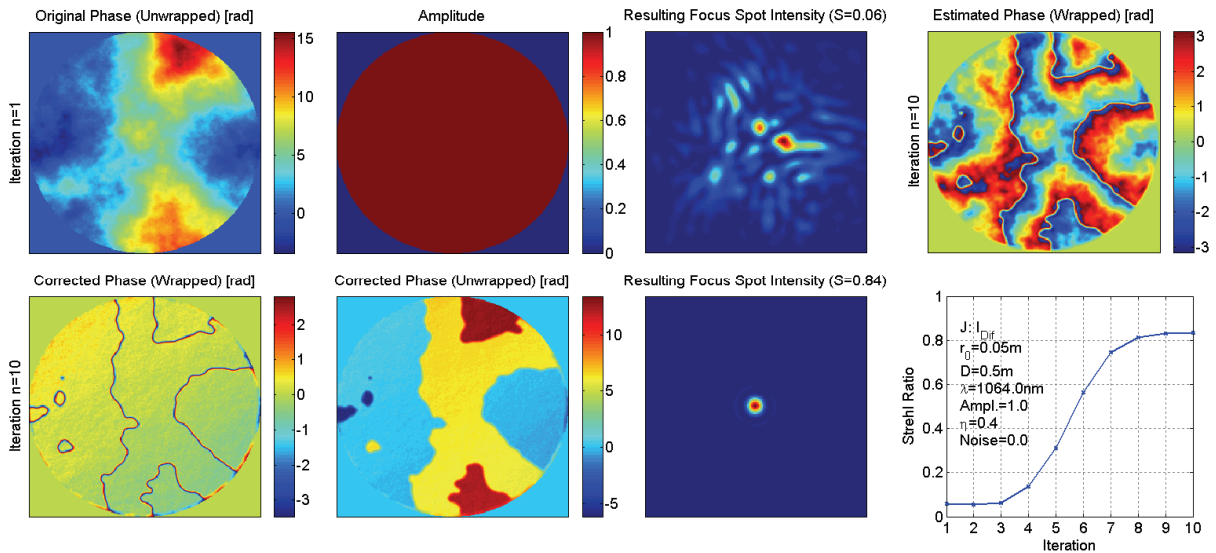 Original Phase (Unwrapped) [rad]
Amplitude
Resulting Focus Spot Intensity (S=0.06)
Estimated Phase (Wrapped) [rad]
Iteration n=1
15
10
5
0
1
0.8
0.6
0.4
0.2
0
Iteration n=10
3
2
1
0
-1
-2
-3
Corrected Phase (Wrapped) [rad]
Corrected Phase (Unwrapped) [rad]
Resulting Focus Spot Intensity (S=0.84)
Iteration n=10
2
1
0
-1
-2
-3
10
5
0
-5
Strehl Ratio
1
0.8
0.6
0.4
0.2
0
J: I_Dif
r_0=0.05m
D=0.5m
λ=1064.0nm
Ampl.=1.0
η=0.4
Noise=0.0
1 2 3 4 5 6 7 8 9 10
Iteration